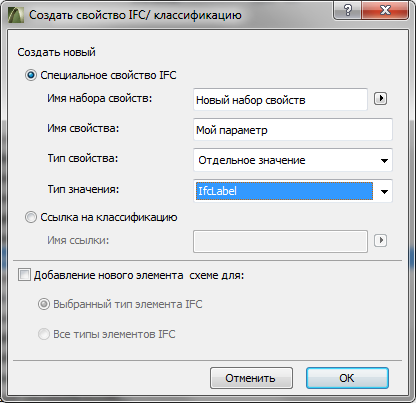 Создать свойство IFC/ классификацию
Создать новый
Специальное свойство IFC
Имя набора свойств: Новый набор свойств
Имя свойства: Мой параметр
Тип свойства: Отдельное значение
Тип значения: IfcLabel
Ссылка на классификацию
Имя ссылки:
Добавление нового элемента схеме для:
Выбранный тип элемента IFC
Все типы элементов IFC
Отменить OK